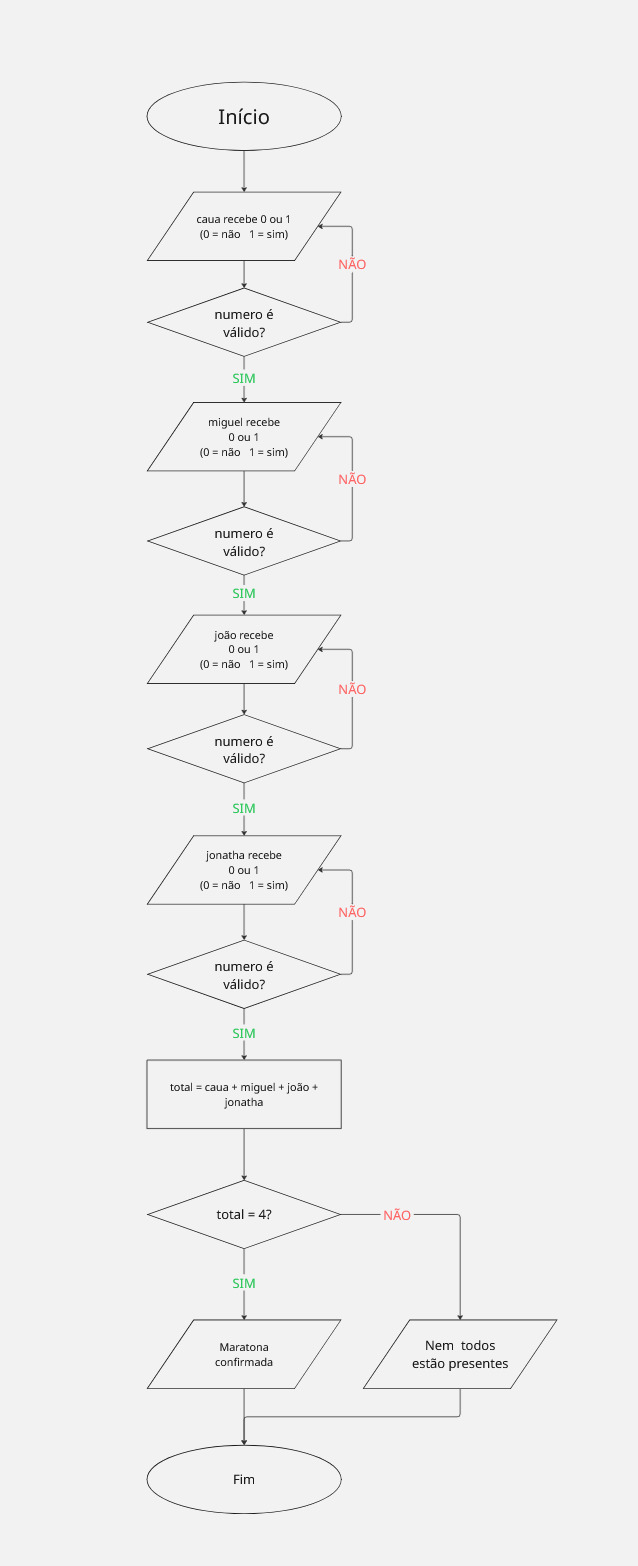 Início
caua recebe 0 ou 1
(0 = não   1 = sim)
NÃO
numero é
válido?
SIM
miguel recebe
0 ou 1
(0 = não   1 = sim)
NÃO
numero é
válido?
SIM
joão recebe
0 ou 1
(0 = não   1 = sim)
NÃO
numero é
válido?
SIM
jonatha recebe
0 ou 1
(0 = não   1 = sim)
NÃO
numero é
válido?
SIM
total = caua + miguel + joão +
jonatha
total = 4?
NÃO
SIM
Maratona
confirmada
Nem  todos
estão presentes
Fim